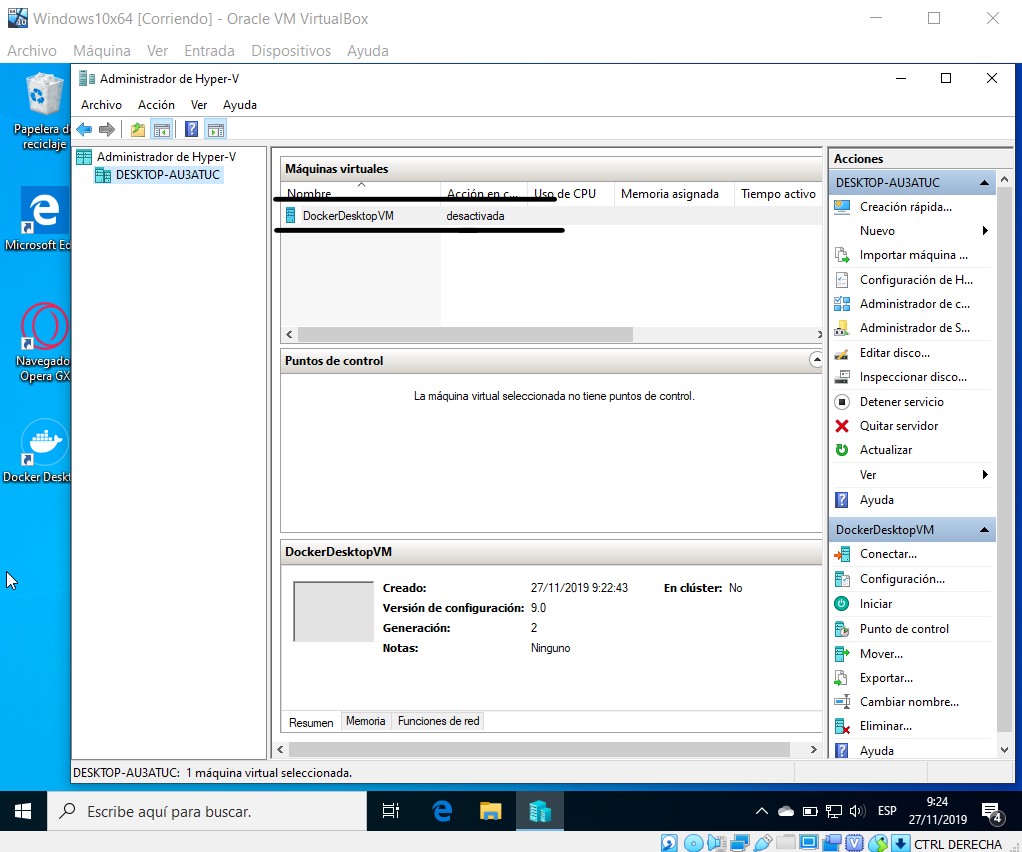 Windows10x64 [Corriendo] - Oracle VM VirtualBox
Archivo Máquina Ver Entrada Dispositivos Ayuda
Papelera d
reciclaje
Microsoft Ed
Navegado
Opera GX
Docker Deskt
Administrador de Hyper-V
Archivo Acción Ver Ayuda
Administrador de Hyper-V
DESKTOP-AU3ATUC
Máquinas virtuales
Nombre Acción en c... Uso de CPU Memoria asignada Tiempo activo
DockerDesktopVM desactivada
Puntos de control
La máquina virtual seleccionada no tiene puntos de control.
DockerDesktopVM
Creado: 27/11/2019 9:22:43 En clúster: No
Versión de configuración: 9.0
Generación: 2
Notas: Ninguno
Resumen Memoria Funciones de red
Acciones
DESKTOP-AU3ATUC
Creación rápida...
Nuevo
Importar máquina ...
Configuración de H...
Administrador de c...
Administrador de S...
Editar disco...
Inspeccionar disco...
Detener servicio
Quitar servidor
Actualizar
Ver
Ayuda
DockerDesktopVM
Conectar...
Configuración...
Iniciar
Punto de control
Mover...
Exportar...
Cambiar nombre...
Eliminar...
Ayuda
DESKTOP-AU3ATUC: 1 máquina virtual seleccionada.
Escribe aquí para buscar.
ESP
9:24
27/11/2019
4
CTRL DERECHA